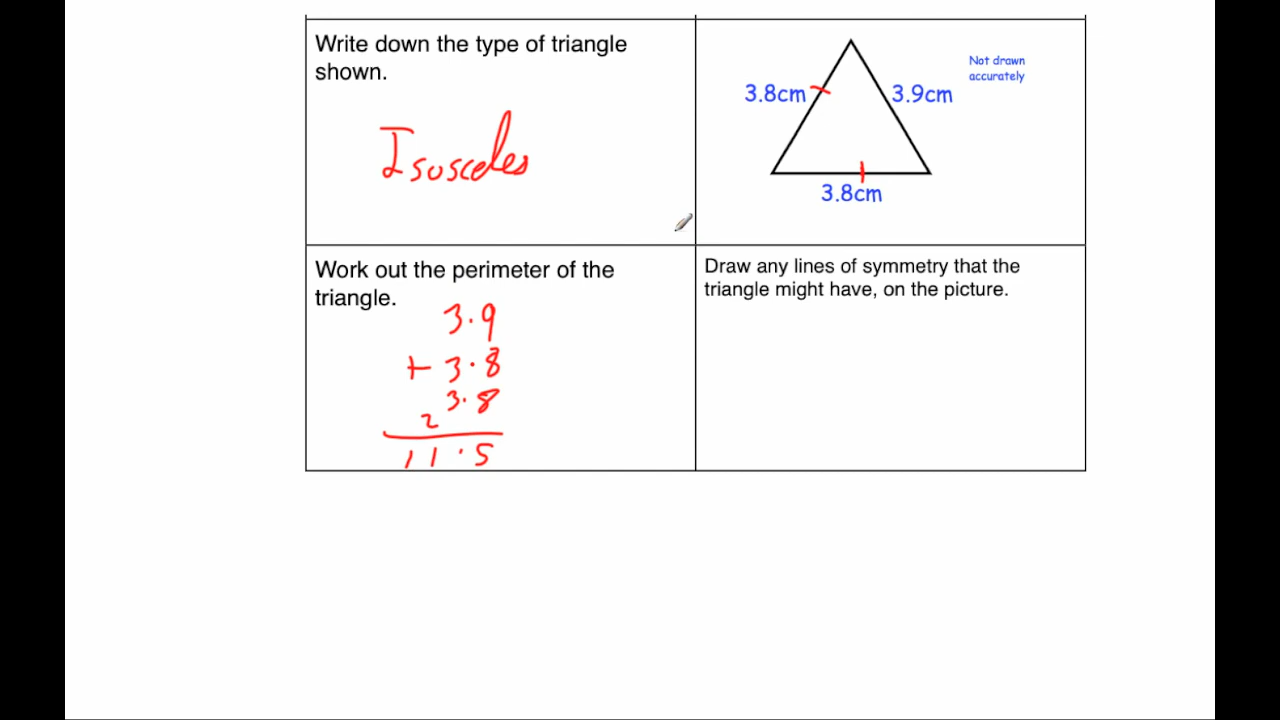 Write down the type of triangle
shown.
Isosceles
3.8cm
3.9cm
3.8cm
Not drawn
accurately
Work out the perimeter of the
triangle.
3.9
+ 3.8
3.8
2
11.5
Draw any lines of symmetry that the
triangle might have, on the picture.